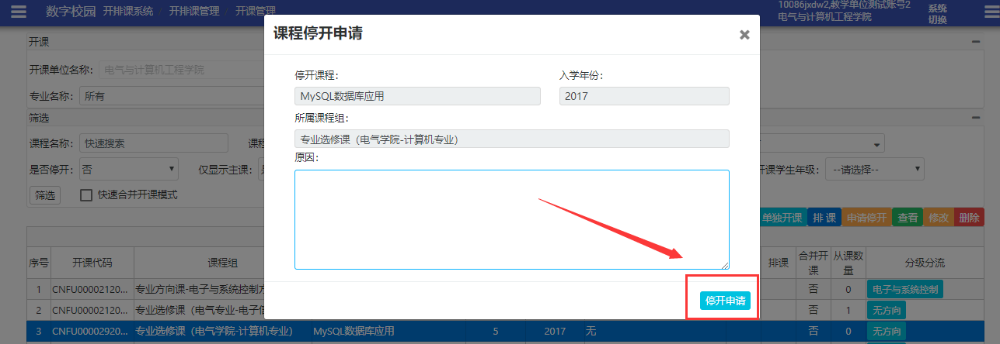 数字校园 开排课系统 / 开排课管理 / 开课管理
10086jxdw2,教学单位测试账号2
电气与计算机工程学院
系统
切换
课程停开申请
停开课程: 入学年份:
MySQL数据库应用 2017
所属课程组:
专业选修课（电气学院-计算机专业）
原因:
停开申请
开课
开课单位名称: 电气与计算机工程学院
专业名称: 所有
筛选
课程名称: 快速搜索 课程
是否停开: 否 仅显示主课: 开课学生年级: --请选择--
筛选 快速合并开课模式
单独开课 排 课 申请停开 查看 修改 删除
序号 开课代码 课程组 排课 合并开课 从课数量 分级分流
1 CNFU00002120... 专业方向课-电子与系统控制方 否 0 电子与系统控制
2 CNFU00002120... 专业选修课（电气专业-电子信 否 1 无方向
3 CNFU00002920... 专业选修课（电气学院-计算机专业） MySQL数据库应用 5 2017 无 否 0 无方向